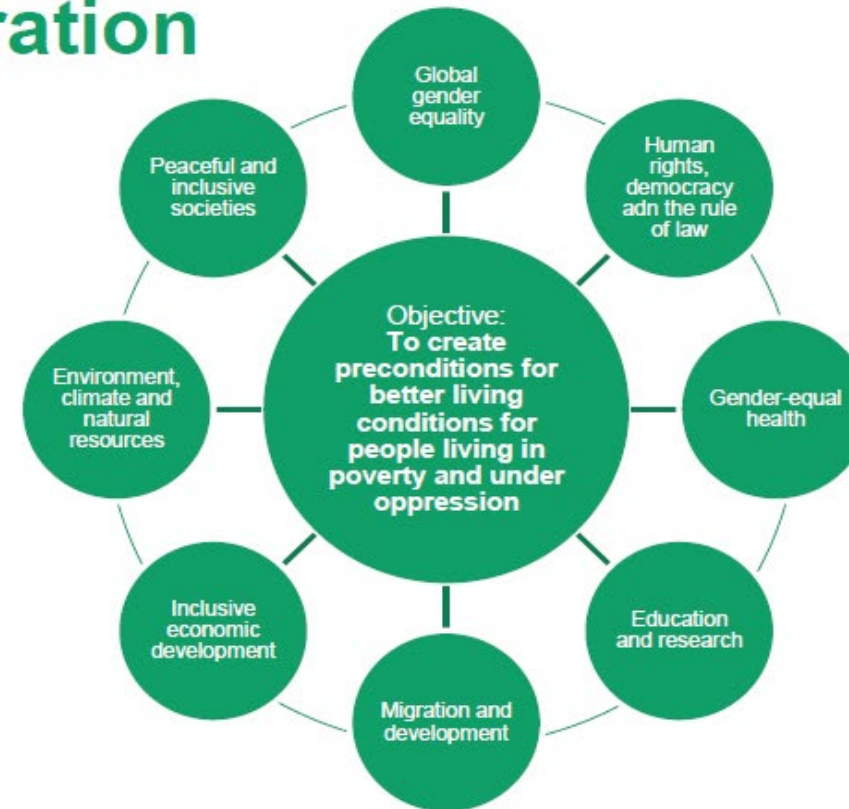 ration
Global
gender
equality
Human
rights,
democracy
adn the rule
of law
Gender-equal
health
Education
and research
Migration and
development
Inclusive
economic
development
Environment,
climate and
natural
resources
Peaceful and
inclusive
societies
Objective:
To create
preconditions for
better living
conditions for
people living in
poverty and under
oppression